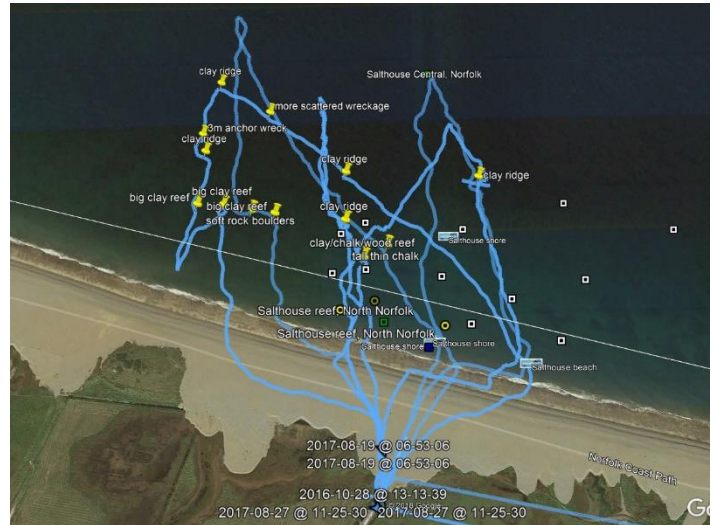 clay ridge
Salthouse Central, Norfolk
more scattered wreckage
3m anchor wreck
clay ridge
clay ridge
clay ridge
big clay reef
big clay reef
big clay reef
clay ridge
soft rock boulders
clay/chalk/wood reef
Salthouse shore
tall thin chalk
Salthouse reef, North Norfolk
Salthouse reef, North Norfolk
Salthouse shore
Salthouse shore
Salthouse beach
2017-08-19 @ 06-53-06
2017-08-19 @ 06-53-06
Norfolk Coast Path
2016-10-28 @ 13-13-39
2017-08-27 @ 11-25-30
2017-08-27 @ 11-25-30
Go